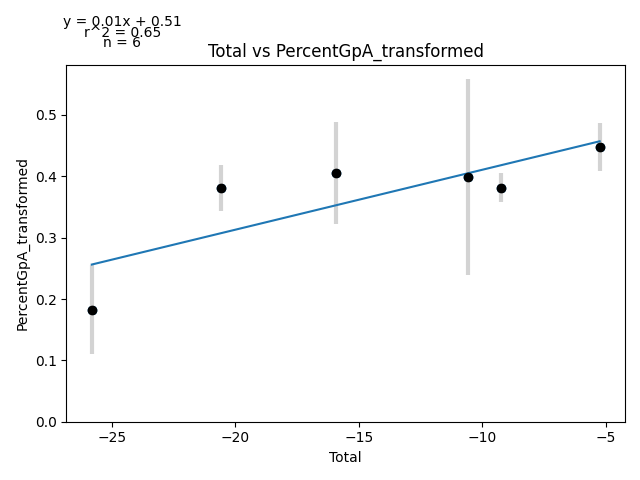 y = 0.01x + 0.51
r^2 = 0.65
n = 6
Total vs PercentGpA_transformed
PercentGpA_transformed
0.5
0.4
0.3
0.2
0.1
0.0
−25
−20
−15
−10
−5
Total